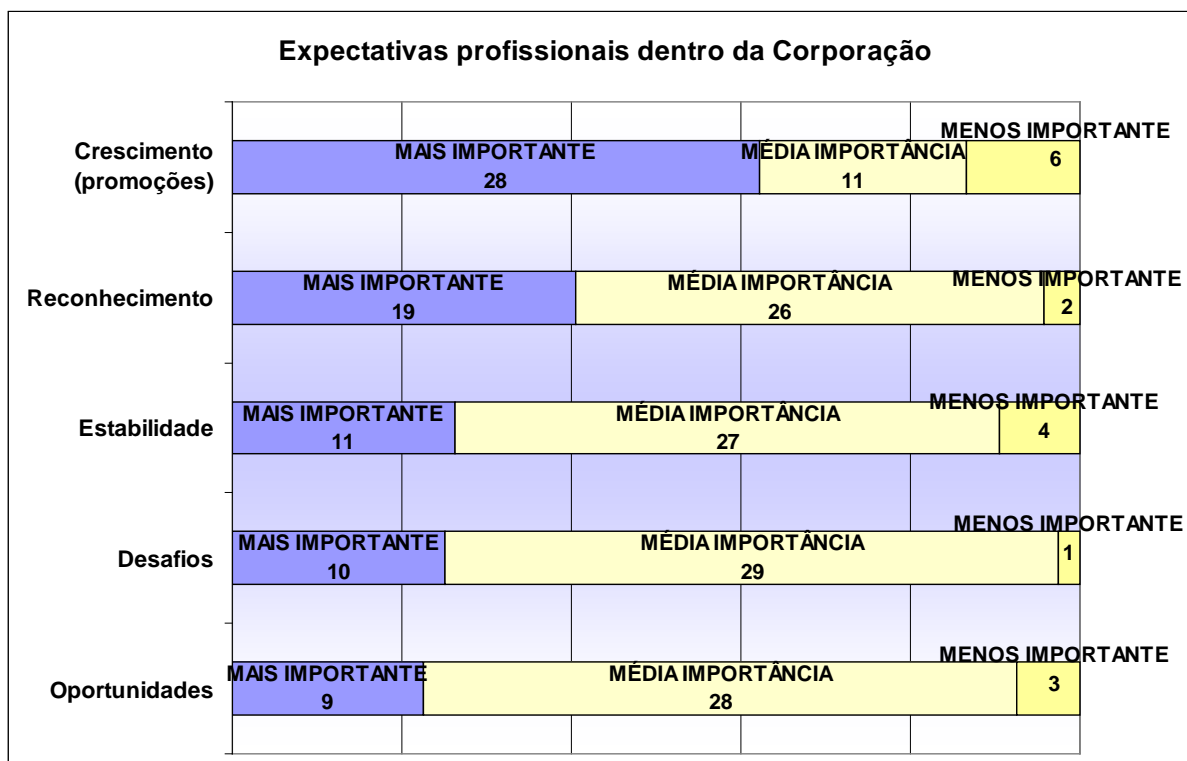 Expectativas profissionais dentro da Corporação
Crescimento
(promoções)
MAIS IMPORTANTE
28
MÉDIA IMPORTÂNCIA
11
MENOS IMPORTANTE
6
Reconhecimento
MAIS IMPORTANTE
19
MÉDIA IMPORTÂNCIA
26
MENOS IMPORTANTE
2
Estabilidade
MAIS IMPORTANTE
11
MÉDIA IMPORTÂNCIA
27
MENOS IMPORTANTE
4
Desafios
MAIS IMPORTANTE
10
MÉDIA IMPORTÂNCIA
29
MENOS IMPORTANTE
1
Oportunidades
MAIS IMPORTANTE
9
MÉDIA IMPORTÂNCIA
28
MENOS IMPORTANTE
3